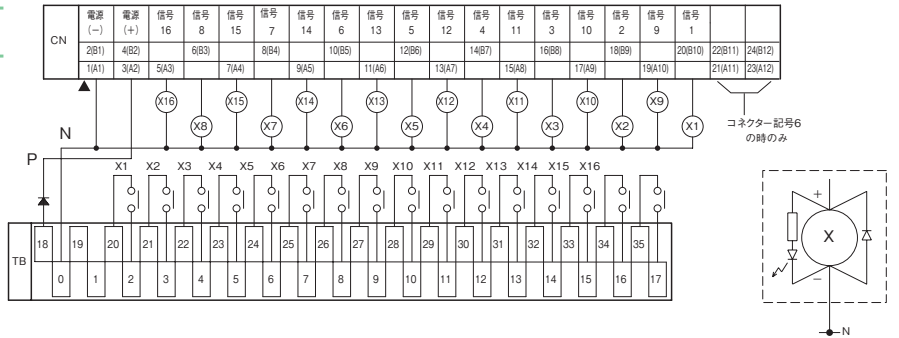 CN 電源 電源 信号 信号 信号 信号 信号 信号 信号 信号 信号 信号 信号 信号 信号 信号 信号 信号
(−) (+) 16 8 15 7 14 6 13 5 12 4 11 3 10 2 9 1
2(B1) 4(B2) 6(B3) 8(B4) 10(B5) 12(B6) 14(B7) 16(B8) 18(B9) 20(B10) 22(B11) 24(B12)
1(A1) 3(A2) 5(A3) 7(A4) 9(A5) 11(A6) 13(A7) 15(A8) 17(A9) 19(A10) 21(A11) 23(A12)
X16 X15 X14 X13 X12 X11 X10 X9
X8 X7 X6 X5 X4 X3 X2 X1
コネクター記号6
の時のみ
N
P
X1 X2 X3 X4 X5 X6 X7 X8 X9 X10 X11 X12 X13 X14 X15 X16
TB
18 19 20 21 22 23 24 25 26 27 28 29 30 31 32 33 34 35
0 1 2 3 4 5 6 7 8 9 10 11 12 13 14 15 16 17
+
X
−
N